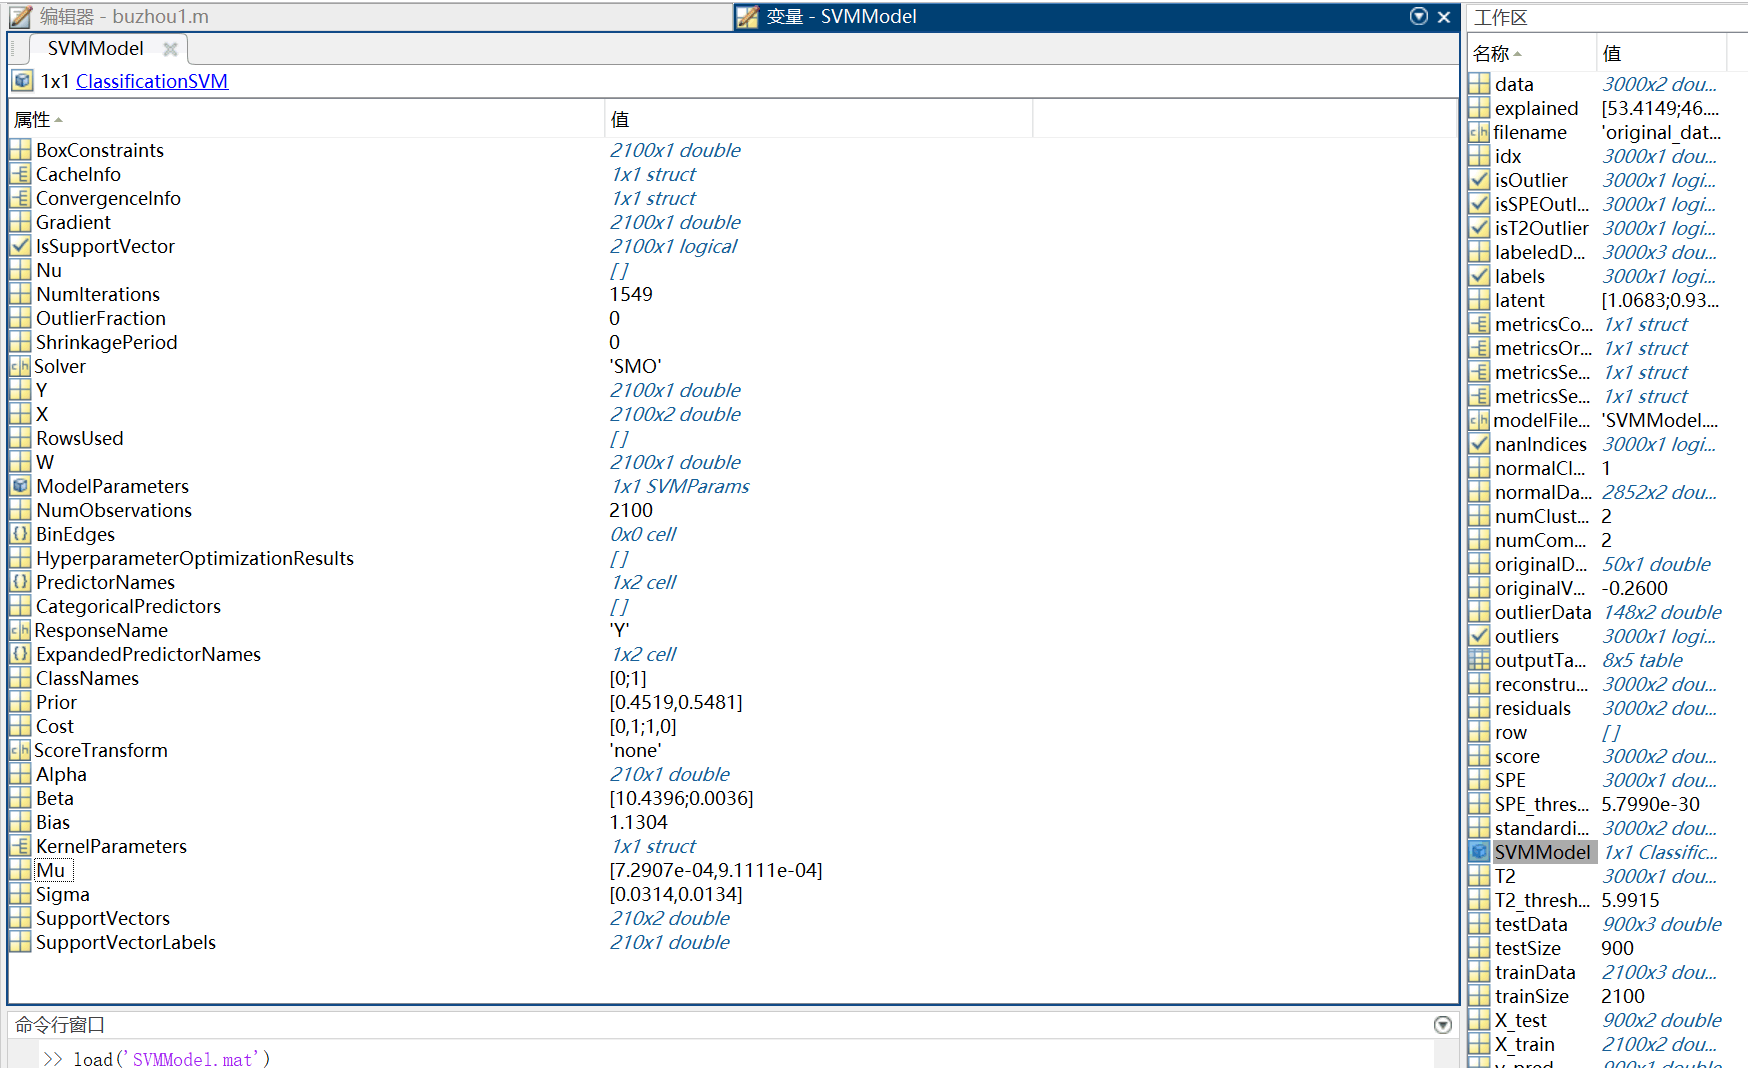 编辑器 - buzhou1.m
变量 - SVMModel
SVMModel
1x1 ClassificationSVM
属性 值
BoxConstraints 2100x1 double
CacheInfo 1x1 struct
ConvergenceInfo 1x1 struct
Gradient 2100x1 double
IsSupportVector 2100x1 logical
Nu []
NumIterations 1549
OutlierFraction 0
ShrinkagePeriod 0
Solver 'SMO'
Y 2100x1 double
X 2100x2 double
RowsUsed []
W 2100x1 double
ModelParameters 1x1 SVMParams
NumObservations 2100
BinEdges 0x0 cell
HyperparameterOptimizationResults []
PredictorNames 1x2 cell
CategoricalPredictors []
ResponseName 'Y'
ExpandedPredictorNames 1x2 cell
ClassNames [0;1]
Prior [0.4519,0.5481]
Cost [0,1;1,0]
ScoreTransform 'none'
Alpha 210x1 double
Beta [10.4396;0.0036]
Bias 1.1304
KernelParameters 1x1 struct
Mu [7.2907e-04,9.1111e-04]
Sigma [0.0314,0.0134]
SupportVectors 210x2 double
SupportVectorLabels 210x1 double
命令行窗口
>> load('SVMModel.mat')
工作区
名称 值
data 3000x2 dou...
explained [53.4149;46....
filename 'original_dat...
idx 3000x1 dou...
isOutlier 3000x1 logi...
isSPEOutl... 3000x1 logi...
isT2Outlier 3000x1 logi...
labeledD... 3000x3 dou...
labels 3000x1 logi...
latent [1.0683;0.93...
metricsCo... 1x1 struct
metricsOr... 1x1 struct
metricsSe... 1x1 struct
metricsSe... 1x1 struct
modelFile... 'SVMModel....
nanIndices 3000x1 logi...
normalCl... 1
normalDa... 2852x2 dou...
numClust... 2
numCom... 2
originalD... 50x1 double
originalV... -0.2600
outlierData 148x2 double
outliers 3000x1 logi...
outputTa... 8x5 table
reconstru... 3000x2 dou...
residuals 3000x2 dou...
row []
score 3000x2 dou...
SPE 3000x1 dou...
SPE_thres... 5.7990e-30
standardi... 3000x2 dou...
SVMModel 1x1 Classific...
T2 3000x1 dou...
T2_thresh... 5.9915
testData 900x3 double
testSize 900
trainData 2100x3 dou...
trainSize 2100
X_test 900x2 double
X_train 2100x2 dou...
y_pred 900x1 double